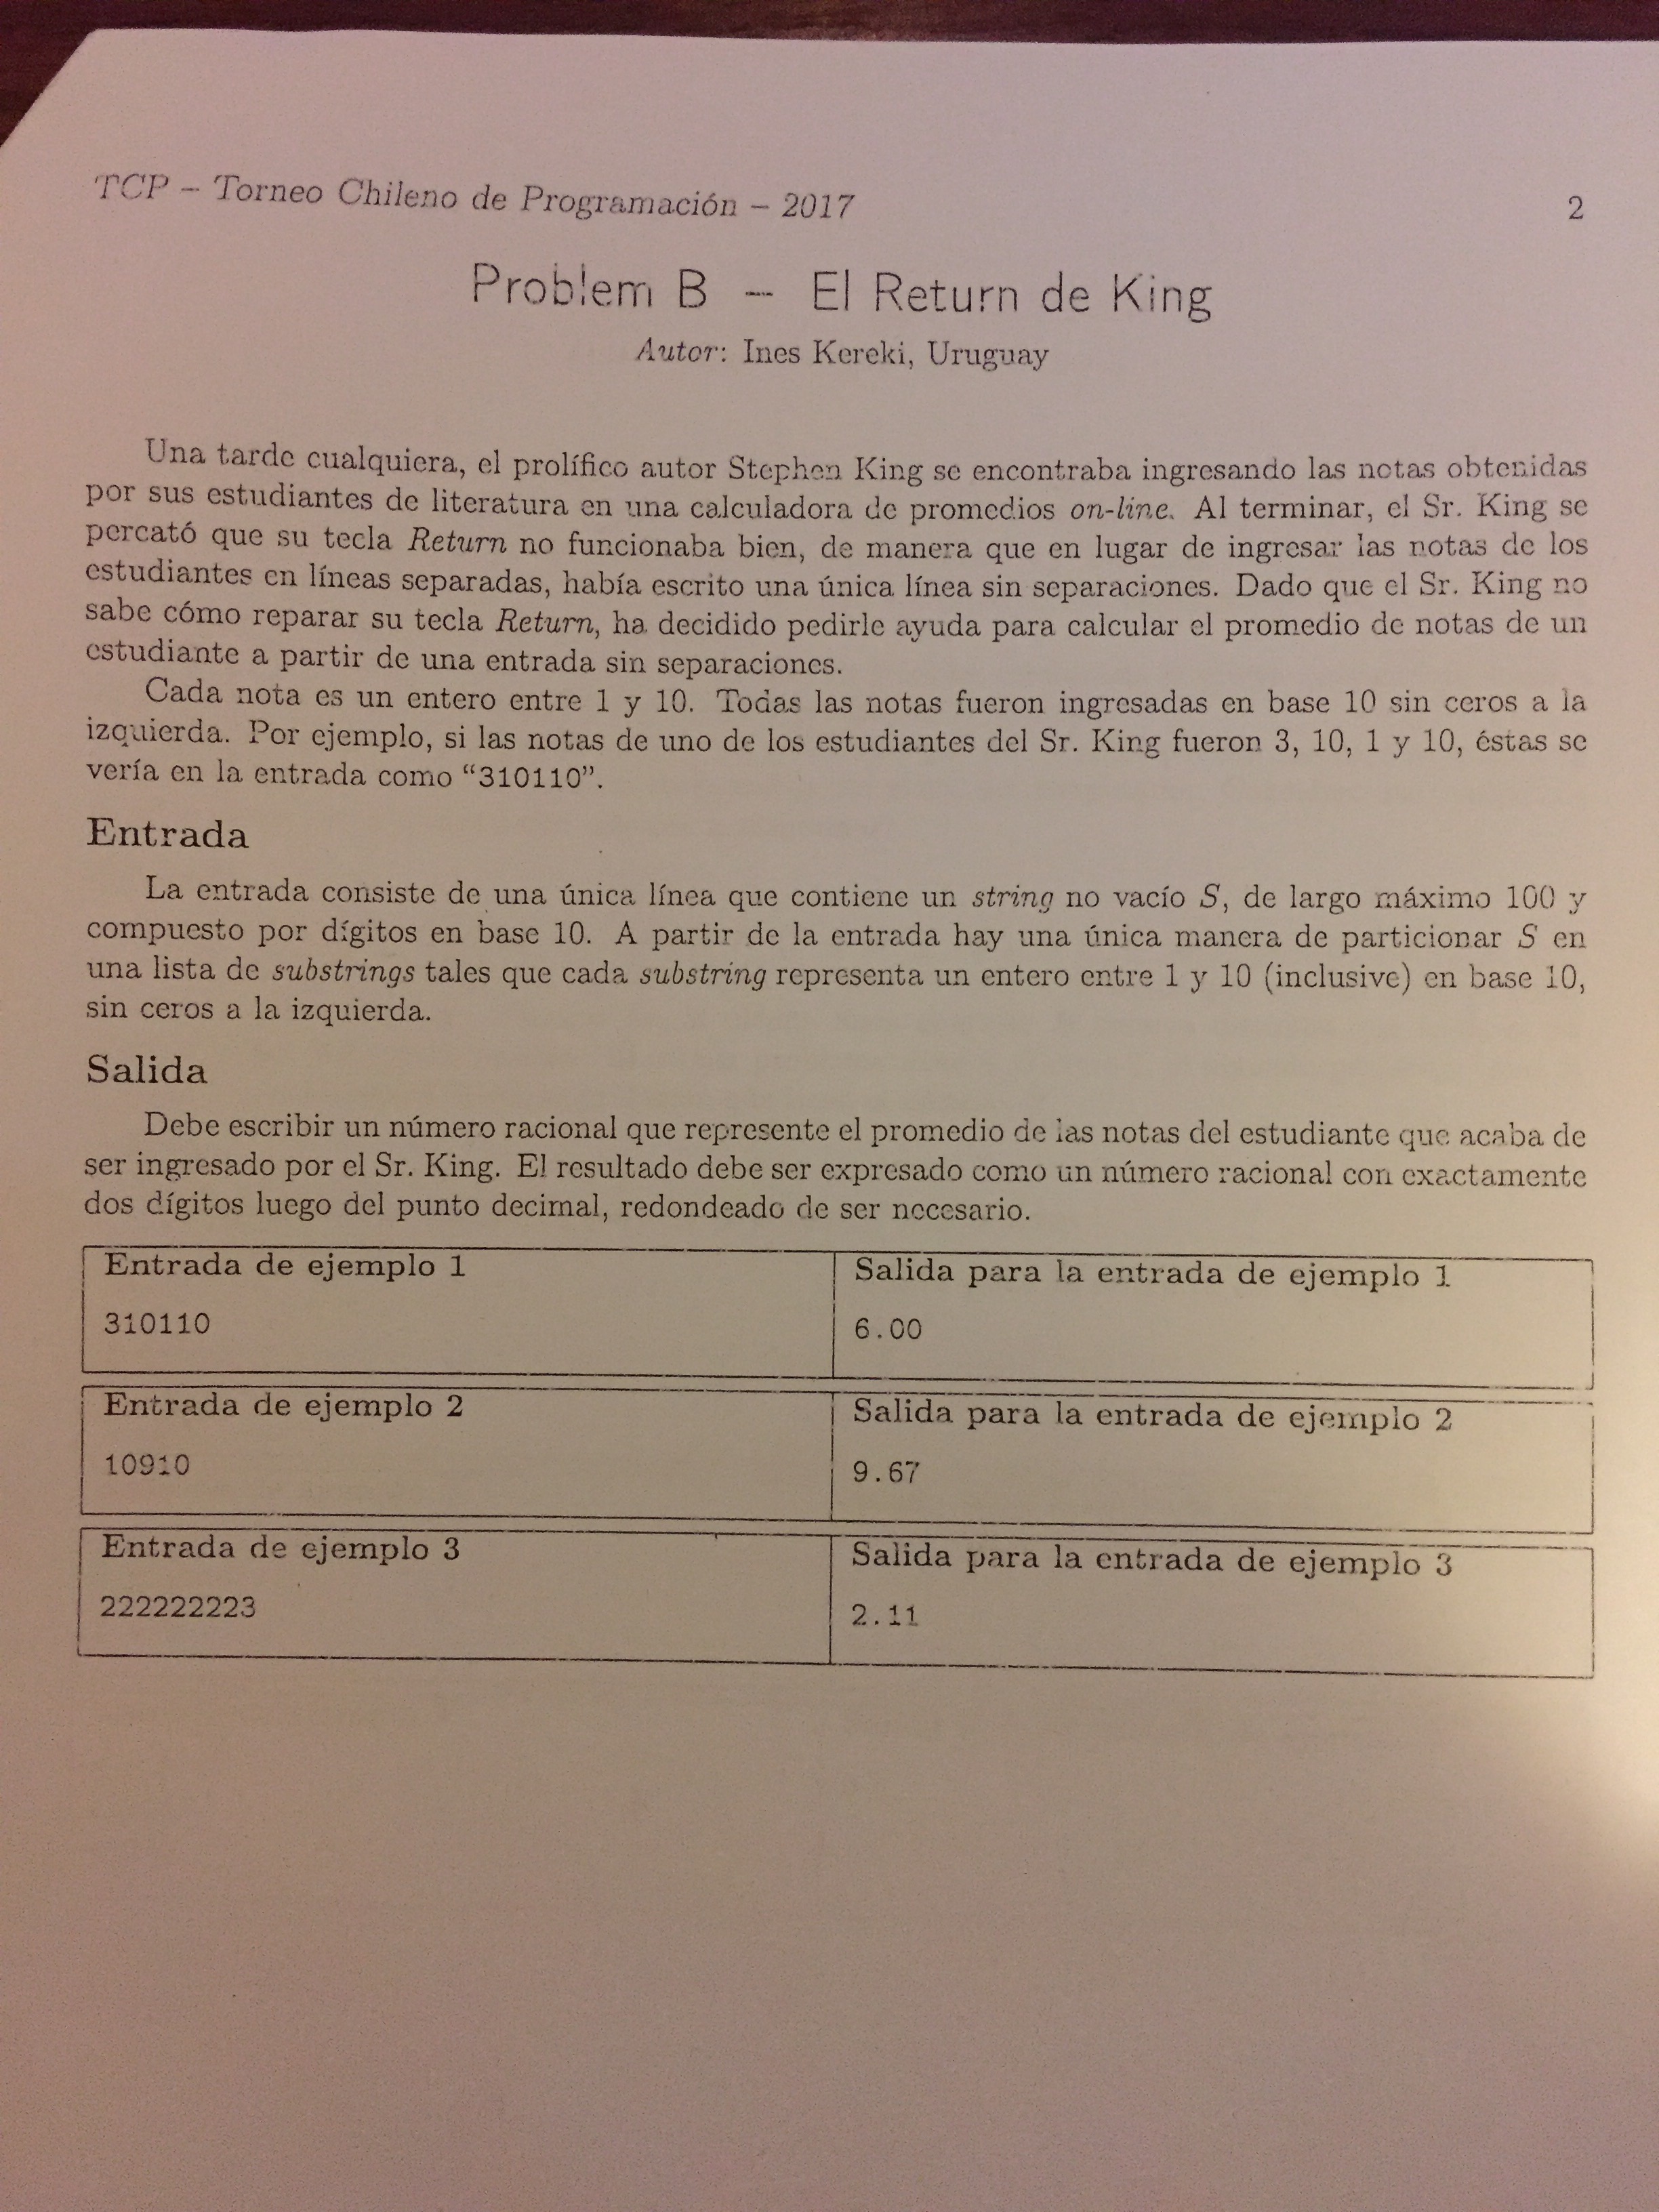 TCP – Torneo Chileno de Programación – 2017
2
Problem B – El Return de King
Autor: Ines Kereki, Uruguay
Una tarde cualquiera, el prolífico autor Stephen King se encontraba ingresando las notas obtenidas
por sus estudiantes de literatura en una calculadora de promedios on-line. Al terminar, el Sr. King se
percató que su tecla Return no funcionaba bien, de manera que en lugar de ingresar las notas de los
estudiantes en líneas separadas, había escrito una única línea sin separaciones. Dado que el Sr. King no
sabe cómo reparar su tecla Return, ha decidido pedirle ayuda para calcular el promedio de notas de un
estudiante a partir de una entrada sin separaciones.
Cada nota es un entero entre 1 y 10. Todas las notas fueron ingresadas en base 10 sin ceros a la
izquierda. Por ejemplo, si las notas de uno de los estudiantes del Sr. King fueron 3, 10, 1 y 10, éstas se
vería en la entrada como “310110”.
Entrada
La entrada consiste de una única línea que contiene un string no vacío S, de largo máximo 100 y
compuesto por dígitos en base 10. A partir de la entrada hay una única manera de particionar S en
una lista de substrings tales que cada substring representa un entero entre 1 y 10 (inclusive) en base 10,
sin ceros a la izquierda.
Salida
Debe escribir un número racional que represente el promedio de las notas del estudiante que acaba de
ser ingresado por el Sr. King. El resultado debe ser expresado como un número racional con exactamente
dos dígitos luego del punto decimal, redondeado de ser necesario.
Entrada de ejemplo 1
Salida para la entrada de ejemplo 1
310110
6.00
Entrada de ejemplo 2
Salida para la entrada de ejemplo 2
10910
9.67
Entrada de ejemplo 3
Salida para la entrada de ejemplo 3
222222223
2.11